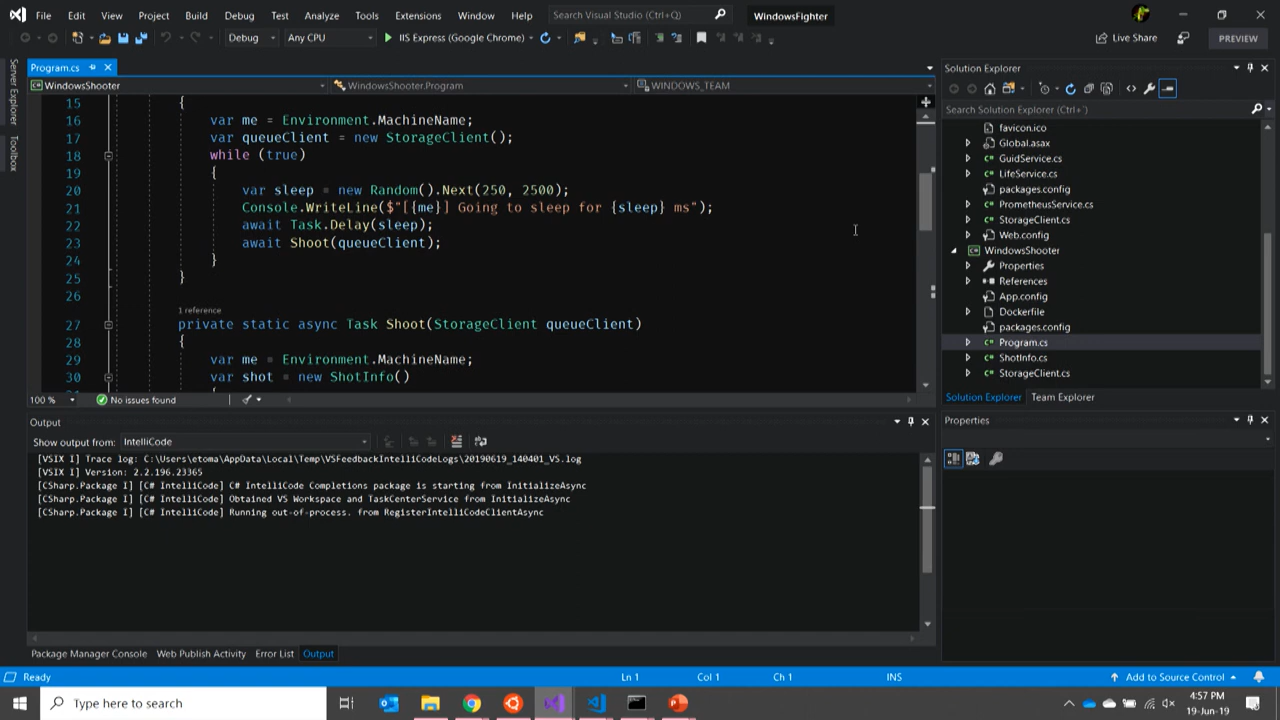 File Edit View Project Build Debug Test Analyze Tools Extensions Window Help Search Visual Studio (Ctrl+Q) WindowsFighter
Debug Any CPU IIS Express (Google Chrome) Live Share PREVIEW
Server Explorer
Toolbox
Program.cs
WindowsShooter WindowsShooter.Program WINDOWS_TEAM
15 {
16 var me = Environment.MachineName;
17 var queueClient = new StorageClient();
18 while (true)
19 {
20 var sleep = new Random().Next(250, 2500);
21 Console.WriteLine($"[{me}] Going to sleep for {sleep} ms");
22 await Task.Delay(sleep);
23 await Shoot(queueClient);
24 }
25 }
26
1 reference
27 private static async Task Shoot(StorageClient queueClient)
28 {
29 var me = Environment.MachineName;
30 var shot = new ShotInfo()
100 % No issues found
Output
Show output from: IntelliCode
[VSIX I] Trace log: C:\Users\etoma\AppData\Local\Temp\VSFeedbackIntelliCodeLogs\20190619_140401_VS.log
[VSIX I] Version: 2.2.196.23365
[CSharp.Package I] [C# IntelliCode] C# IntelliCode Completions package is starting from InitializeAsync
[CSharp.Package I] [C# IntelliCode] Obtained VS Workspace and TaskCenterService from InitializeAsync
[CSharp.Package I] [C# IntelliCode] Running out-of-process. from RegisterIntelliCodeClientAsync
Package Manager Console Web Publish Activity Error List Output
Solution Explorer
Search Solution Explorer (Ctrl+`)
favicon.ico
Global.asax
GuidService.cs
LifeService.cs
packages.config
PrometheusService.cs
StorageClient.cs
Web.config
WindowsShooter
Properties
References
App.config
Dockerfile
packages.config
Program.cs
ShotInfo.cs
StorageClient.cs
Solution Explorer Team Explorer
Properties
Ready Ln 1 Col 1 Ch 1 INS Add to Source Control
Type here to search
4:57 PM
19-Jun-19